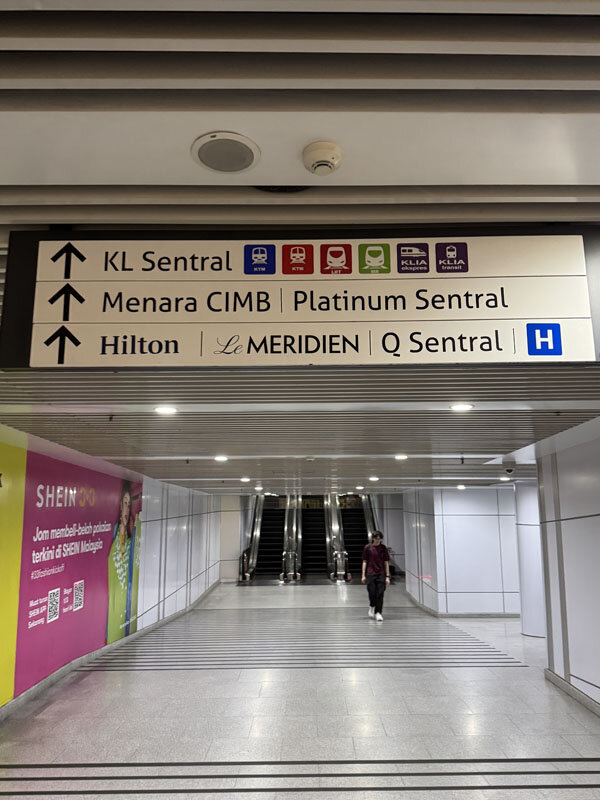 KL Sentral KTM KTM LRT KLIA ekspres KLIA transit
Menara CIMB | Platinum Sentral
Hilton | Le MERIDIEN | Q Sentral | H
SHEIN
Jom membeli-belah pakaian
terkini di SHEIN Malaysia
#33fashionkickoff